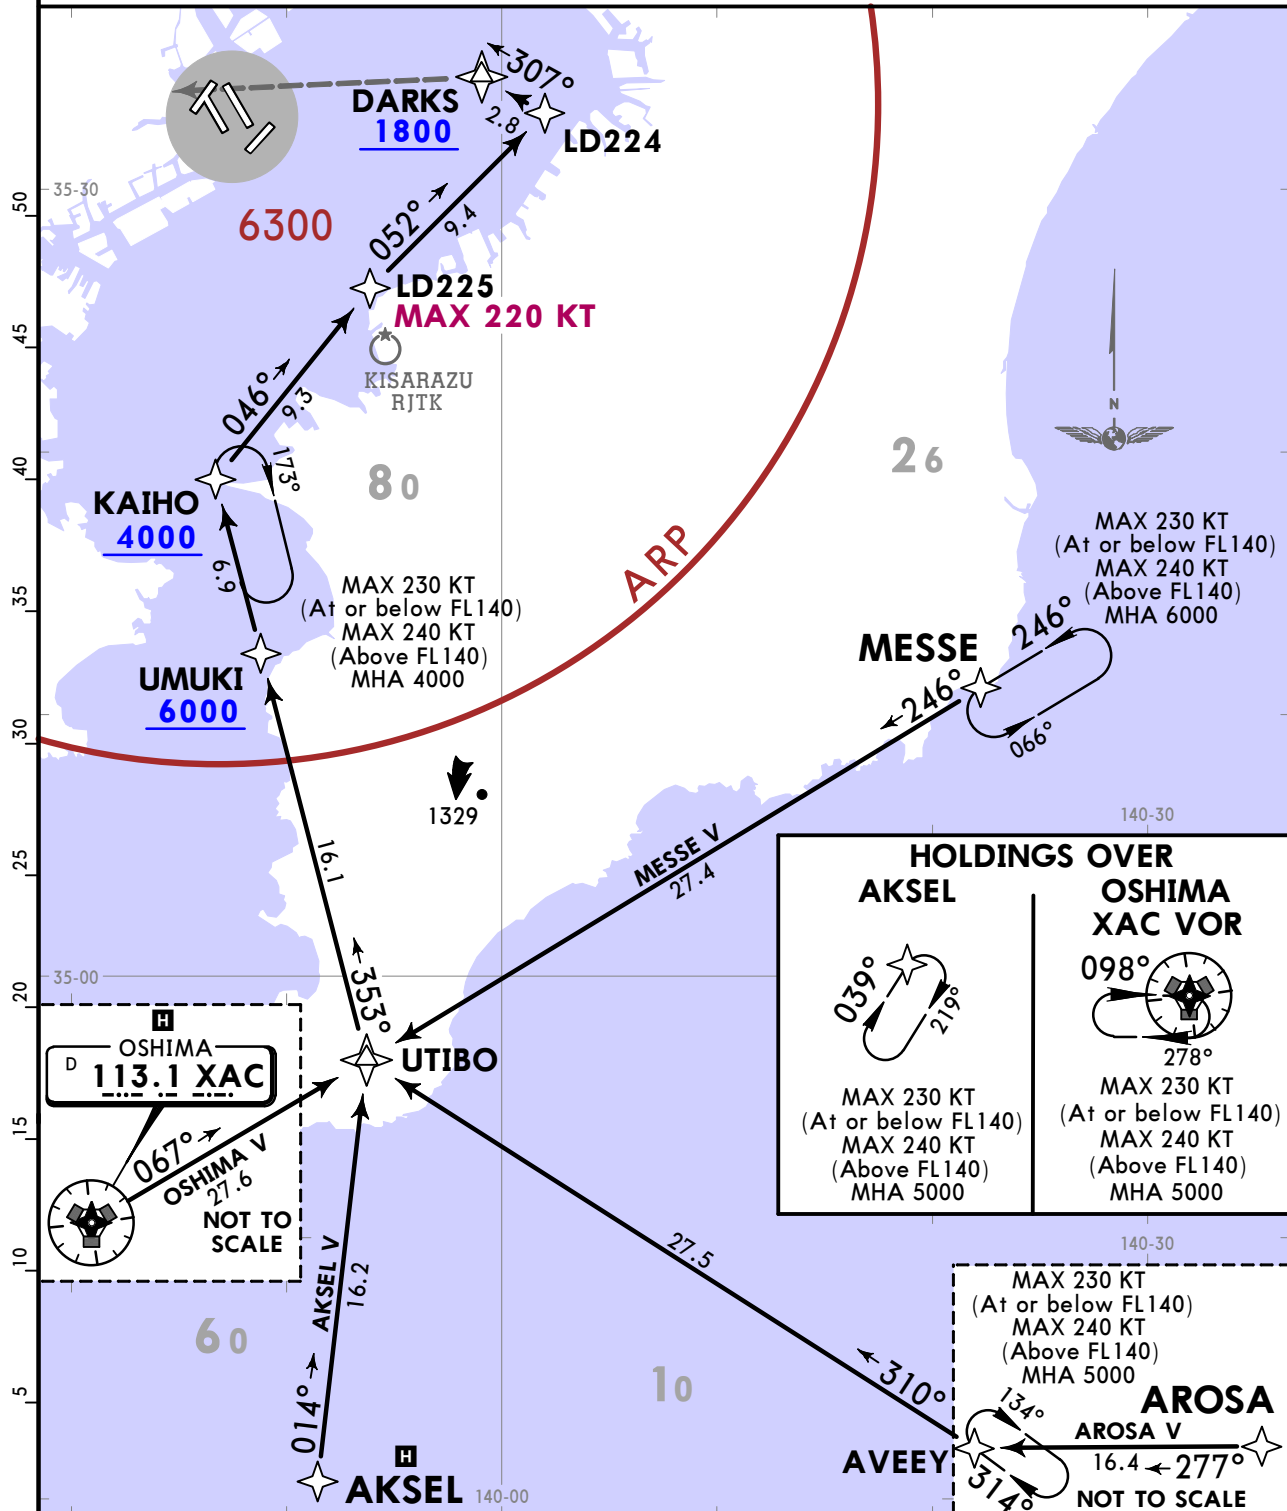 307°
DARKS
1800
2.8
LD224
35-30
6300
052°
9.4
LD225
MAX 220 KT
KISARAZU
RJTK
046°
9.3
173°
80
26
KAIHO
4000
6.9
ARP
MAX 230 KT
(At or below FL140)
MAX 240 KT
(Above FL140)
MHA 4000
MAX 230 KT
(At or below FL140)
MAX 240 KT
(Above FL140)
MHA 6000
UMUKI
6000
MESSE
246°
246°
066°
N
1329
16.1
MESSE V
27.4
140-30
50
45
40
35
30
25
20
15
10
5
HOLDINGS OVER
AKSEL
039°
219°
MAX 230 KT
(At or below FL140)
MAX 240 KT
(Above FL140)
MHA 5000
OSHIMA
XAC VOR
098°
278°
MAX 230 KT
(At or below FL140)
MAX 240 KT
(Above FL140)
MHA 5000
35-00
353°
UTIBO
H
OSHIMA
D 113.1 XAC
067°
OSHIMA V
27.6
NOT TO
SCALE
AKSEL V
16.2
60
10
014°
H
AKSEL
140-00
27.5
310°
140-30
MAX 230 KT
(At or below FL140)
MAX 240 KT
(Above FL140)
MHA 5000
AVEEY
134°
314°
AROSA
AROSA V
16.4
277°
NOT TO SCALE